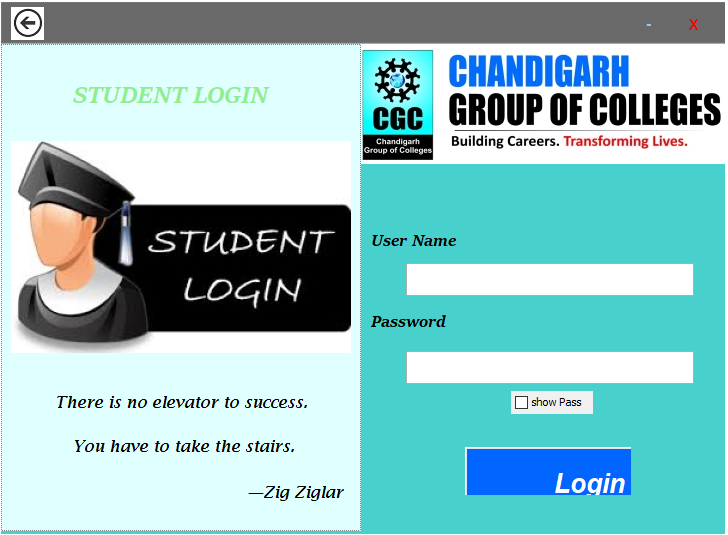 - X
STUDENT LOGIN
STUDENT
LOGIN
There is no elevator to success.
You have to take the stairs.
—Zig Ziglar
CGC
Chandigarh
Group of Colleges
CHANDIGARH
GROUP OF COLLEGES
Building Careers. Transforming Lives.
User Name
Password
show Pass
Login